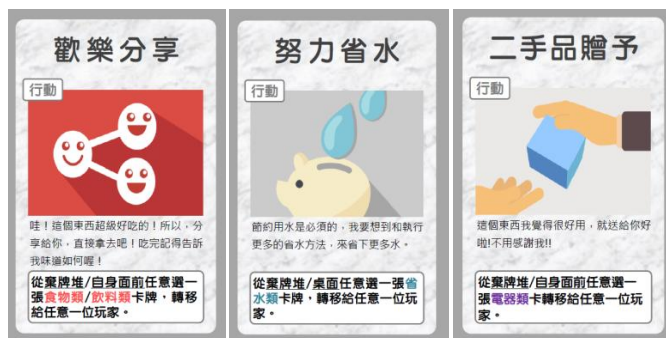 歡樂分享
行動
哇！這個東西超級好吃的！所以，分
享給你，直接拿去吧！吃完記得告訴
我味道如何喔！
從棄牌堆/自身面前任意選一
張食物類/飲料類卡牌，轉移
給任意一位玩家。
努力省水
行動
節約用水是必須的，我要想到和執行
更多的省水方法，來省下更多水。
從棄牌堆/桌面任意選一張省
水類卡牌，轉移給任意一位玩
家。
二手品贈予
行動
這個東西我覺得很好用，就送給你好
啦!不用感謝我!!
從棄牌堆/自身面前任意選一
張電器類卡轉移給任意一位玩
家。